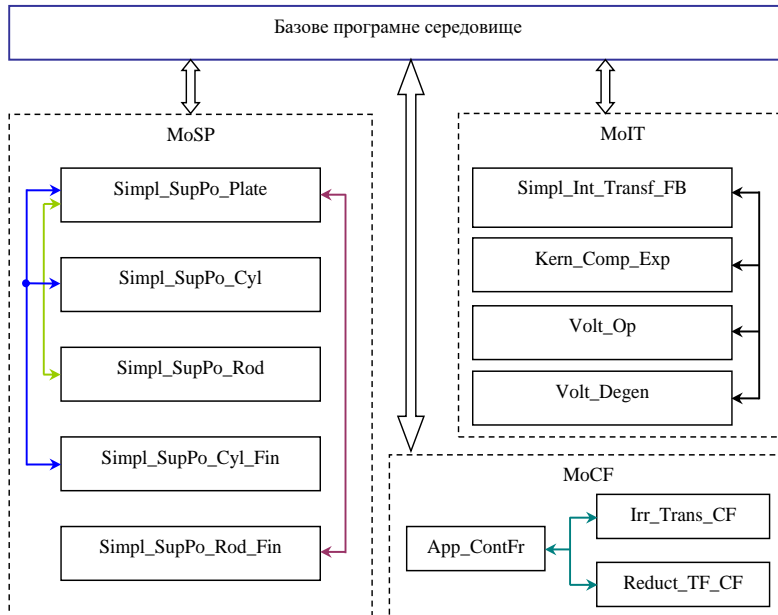 Базове програмне середовище
MoSP
Simpl_SupPo_Plate
Simpl_SupPo_Cyl
Simpl_SupPo_Rod
Simpl_SupPo_Cyl_Fin
Simpl_SupPo_Rod_Fin
MoIT
Simpl_Int_Transf_FB
Kern_Comp_Exp
Volt_Op
Volt_Degen
MoCF
App_ContFr
Irr_Trans_CF
Reduct_TF_CF